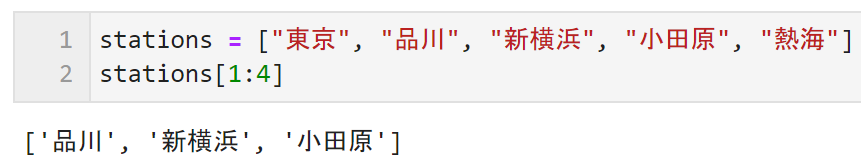 1 stations = ["東京", "品川", "新横浜", "小田原", "熱海"]
2 stations[1:4]
['品川', '新横浜', '小田原']